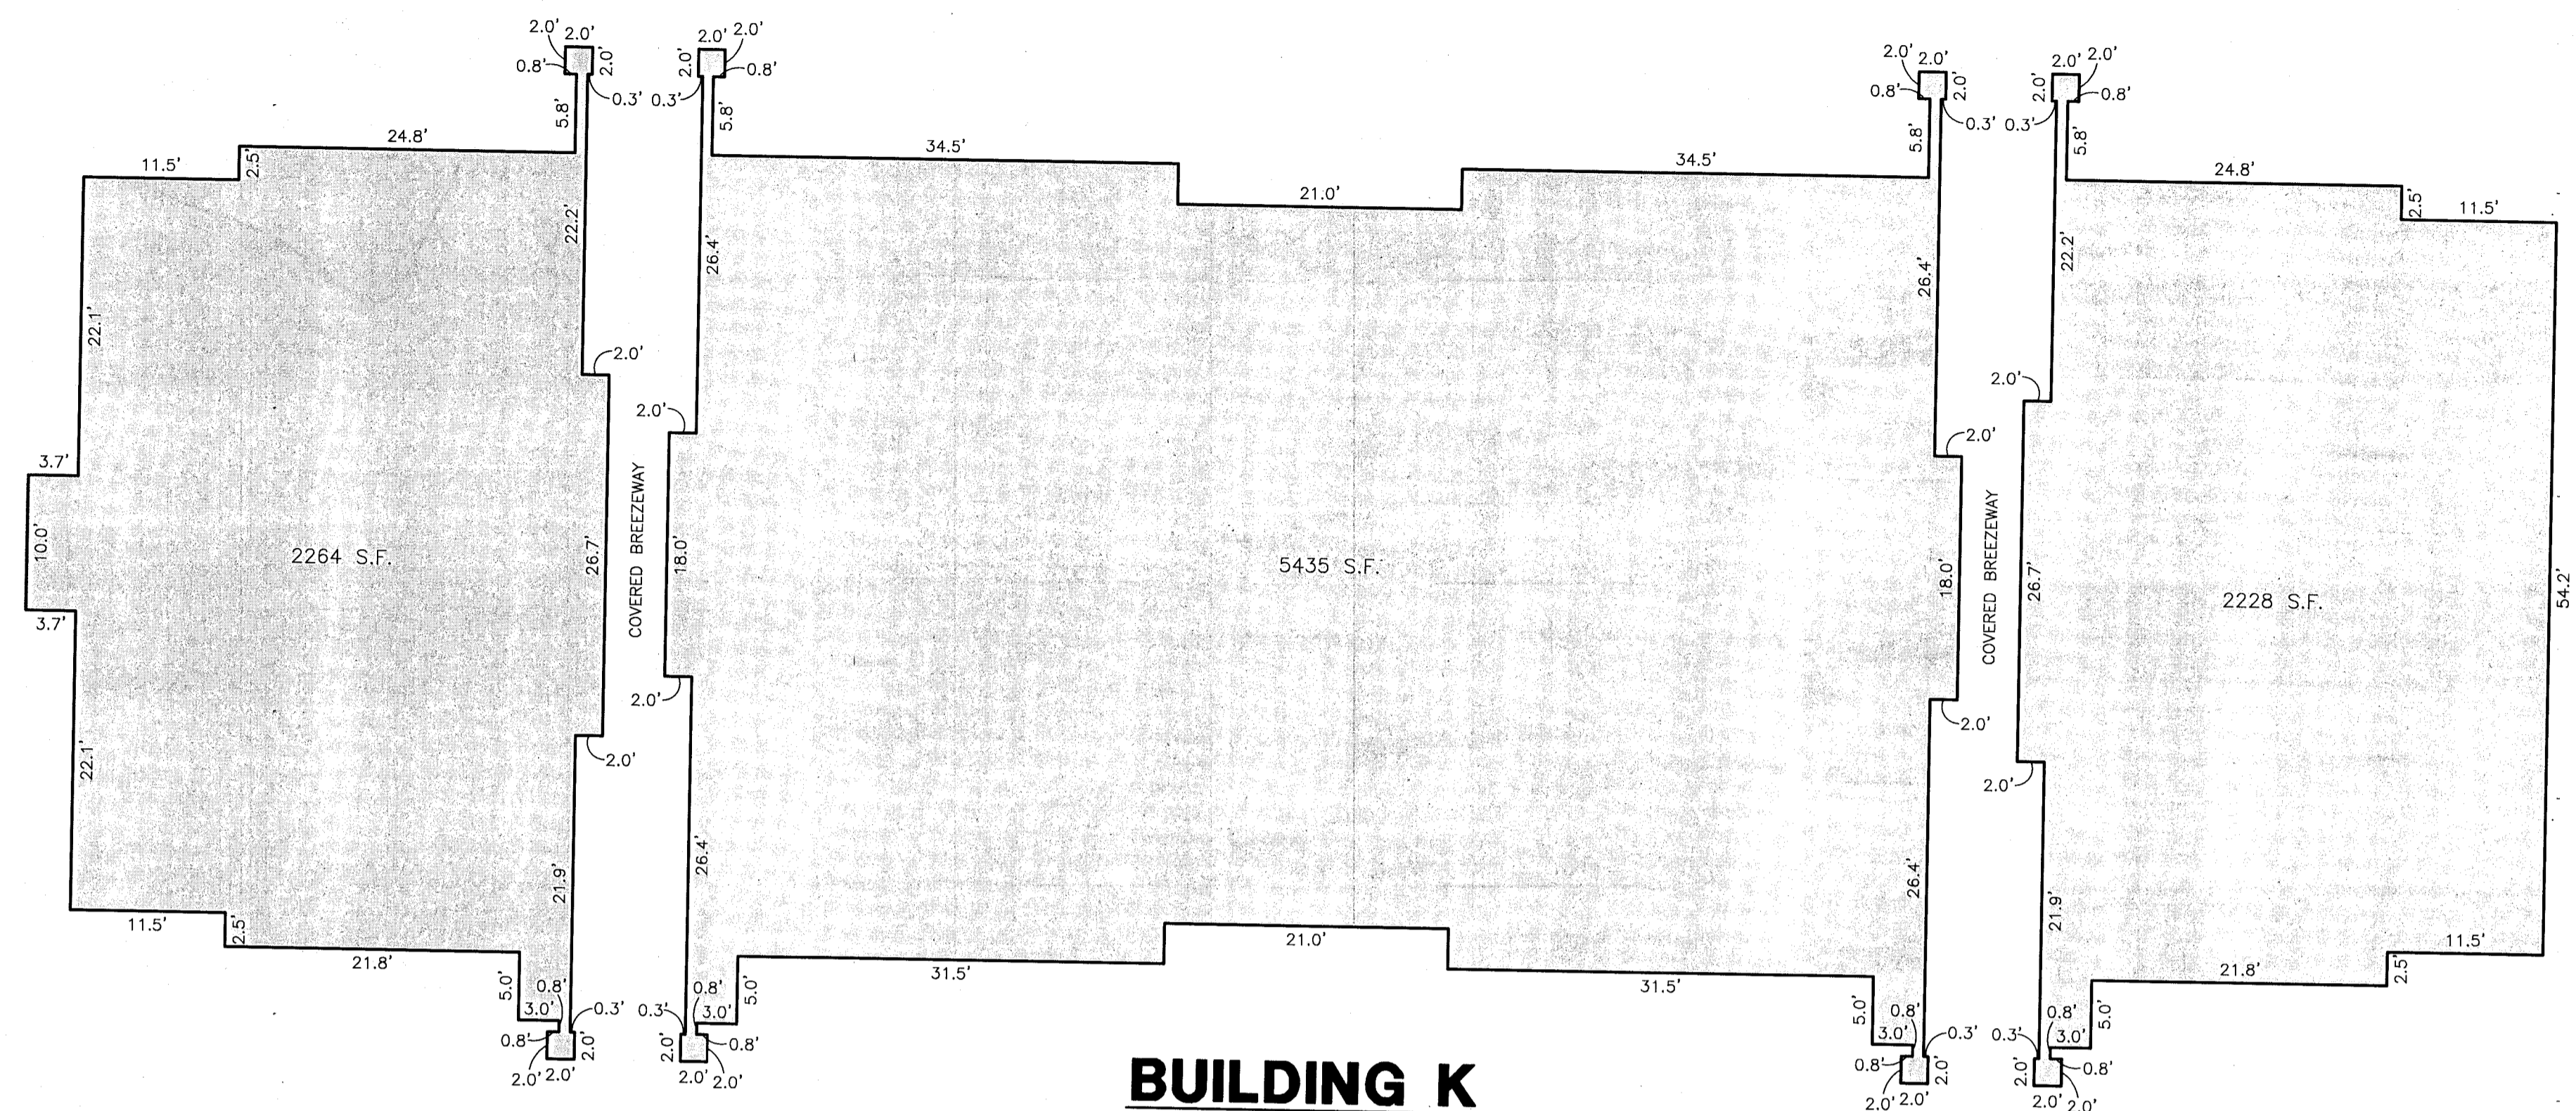 2.0' 2.0' 2.0' 0.8' 0.3' 5.8'
2.0' 2.0' 2.0' 0.8' 0.3' 5.8'
2.0' 2.0' 2.0' 0.8' 0.3' 5.8'
2.0' 2.0' 2.0' 0.8' 0.3' 5.8'
11.5' 2.5' 24.8'
34.5' 21.0' 34.5'
24.8' 2.5' 11.5'
22.1' 22.2' 26.4' 26.4' 22.2'
2.0' 2.0' 2.0' 2.0'
3.7'
10.0'
3.7'
2264 S.F.
26.7'
COVERED BREEZEWAY
18.0'
5435 S.F.
18.0'
COVERED BREEZEWAY
26.7'
2228 S.F.
54.2'
2.0' 2.0' 2.0' 2.0'
22.1' 21.9' 26.4' 26.4' 21.9'
11.5' 2.5' 21.8'
31.5' 21.0' 31.5'
21.8' 2.5' 11.5'
5.0' 3.0' 0.8' 0.3' 0.8' 2.0' 2.0' 2.0'
0.3' 0.8' 3.0' 5.0' 2.0' 0.8' 2.0' 2.0'
5.0' 3.0' 0.8' 0.3' 0.8' 2.0' 2.0' 2.0'
0.3' 0.8' 3.0' 5.0' 2.0' 0.8' 2.0' 2.0'
BUILDING K